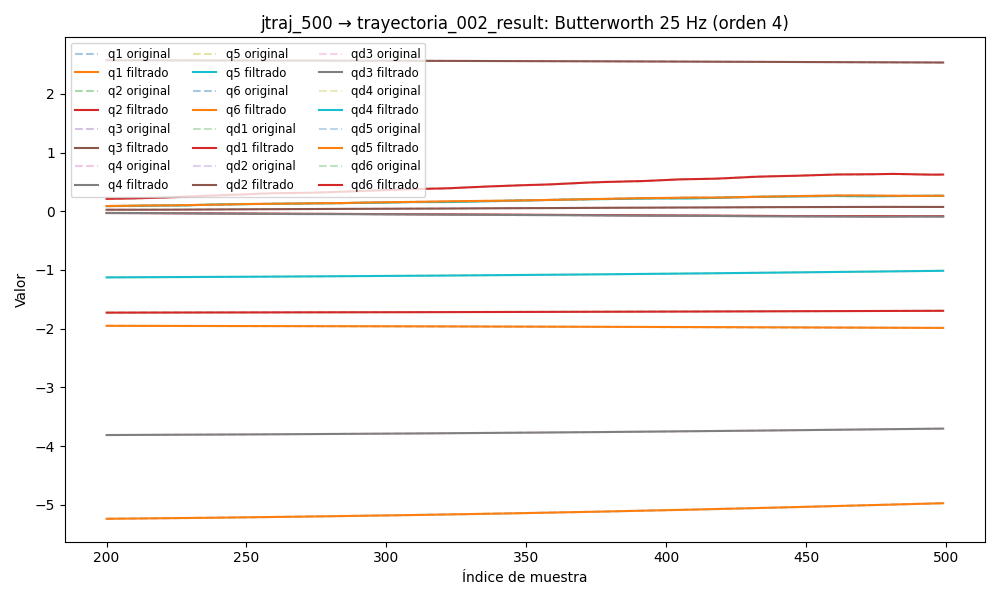 jtraj_500 → trayectoria_002_result: Butterworth 25 Hz (orden 4)
q1 original
q1 filtrado
q2 original
q2 filtrado
q3 original
q3 filtrado
q4 original
q4 filtrado
q5 original
q5 filtrado
q6 original
q6 filtrado
qd1 original
qd1 filtrado
qd2 original
qd2 filtrado
qd3 original
qd3 filtrado
qd4 original
qd4 filtrado
qd5 original
qd5 filtrado
qd6 original
qd6 filtrado
Valor
2
1
0
−1
−2
−3
−4
−5
200
250
300
350
400
450
500
Índice de muestra